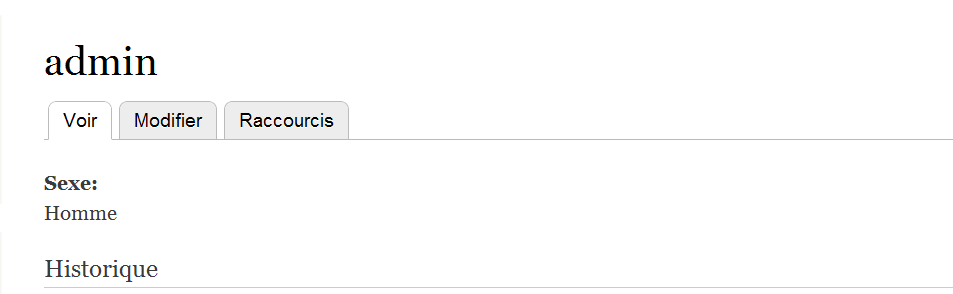 admin
Voir Modifier Raccourcis
Sexe:
Homme
Historique